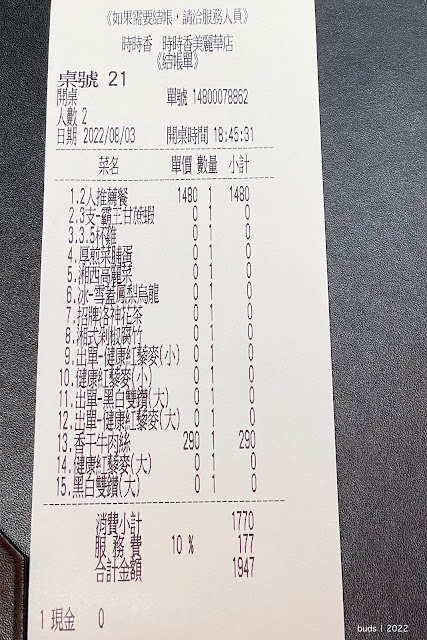 《如果需要結帳，請洽服務人員》
時時香 時時香美麗華店
《結帳單》
桌號 21
開桌 單號 14800078862
人數 2
日期 2022/06/03 開桌時間 18:45:31
菜名 單價 數量 小計
1.2人推薦餐 1480 1 1480
2.3支-霸王甘蔗蝦 0 1 0
3.3.5杯雞 0 1 0
4.厚煎菜脯蛋 0 1 0
5.湘西高麗菜 0 1 0
6.冰-雪蓋鳳梨烏龍 0 1 0
7.招牌洛神花茶 0 1 0
8.湘式剁椒腐竹 0 1 0
9.出單-健康紅藜麥(小) 0 1 0
10.健康紅藜麥(小) 0 1 0
11.出單-黑白雙鑽(大) 0 1 0
12.出單-健康紅藜麥(大) 0 1 0
13.香干牛肉絲 290 1 290
14.健康紅藜麥(大) 0 1 0
15.黑白雙鑽(大) 0 1 0
消費小計 1770
服 務 費 10 % 177
合計金額 1947
1 現金 0
buds | 2022